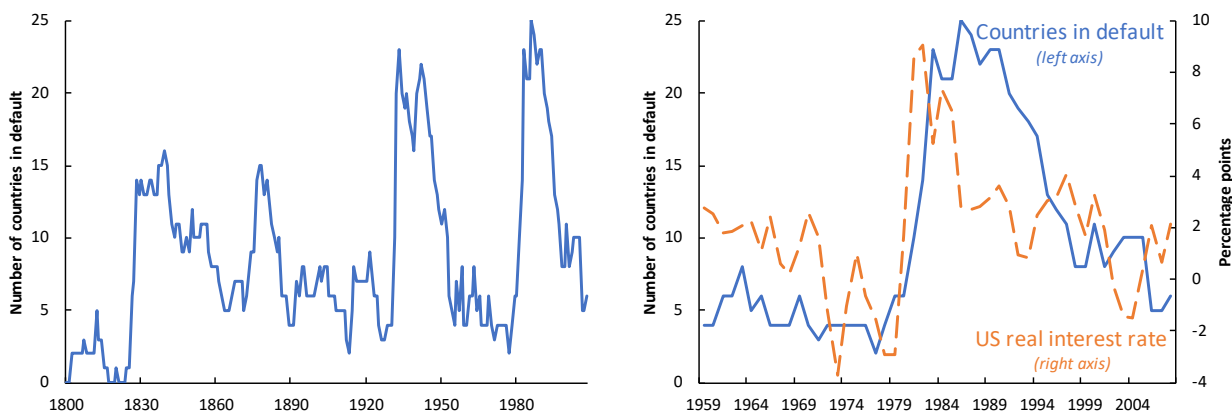 Number of countries in default
25
20
15
10
5
0
1800 1830 1860 1890 1920 1950 1980
Number of countries in default
25
20
15
10
5
0
Countries in default
(left axis)
US real interest rate
(right axis)
10
8
6
4
2
0
-2
-4
Percentage points
1959 1964 1969 1974 1979 1984 1989 1994 1999 2004